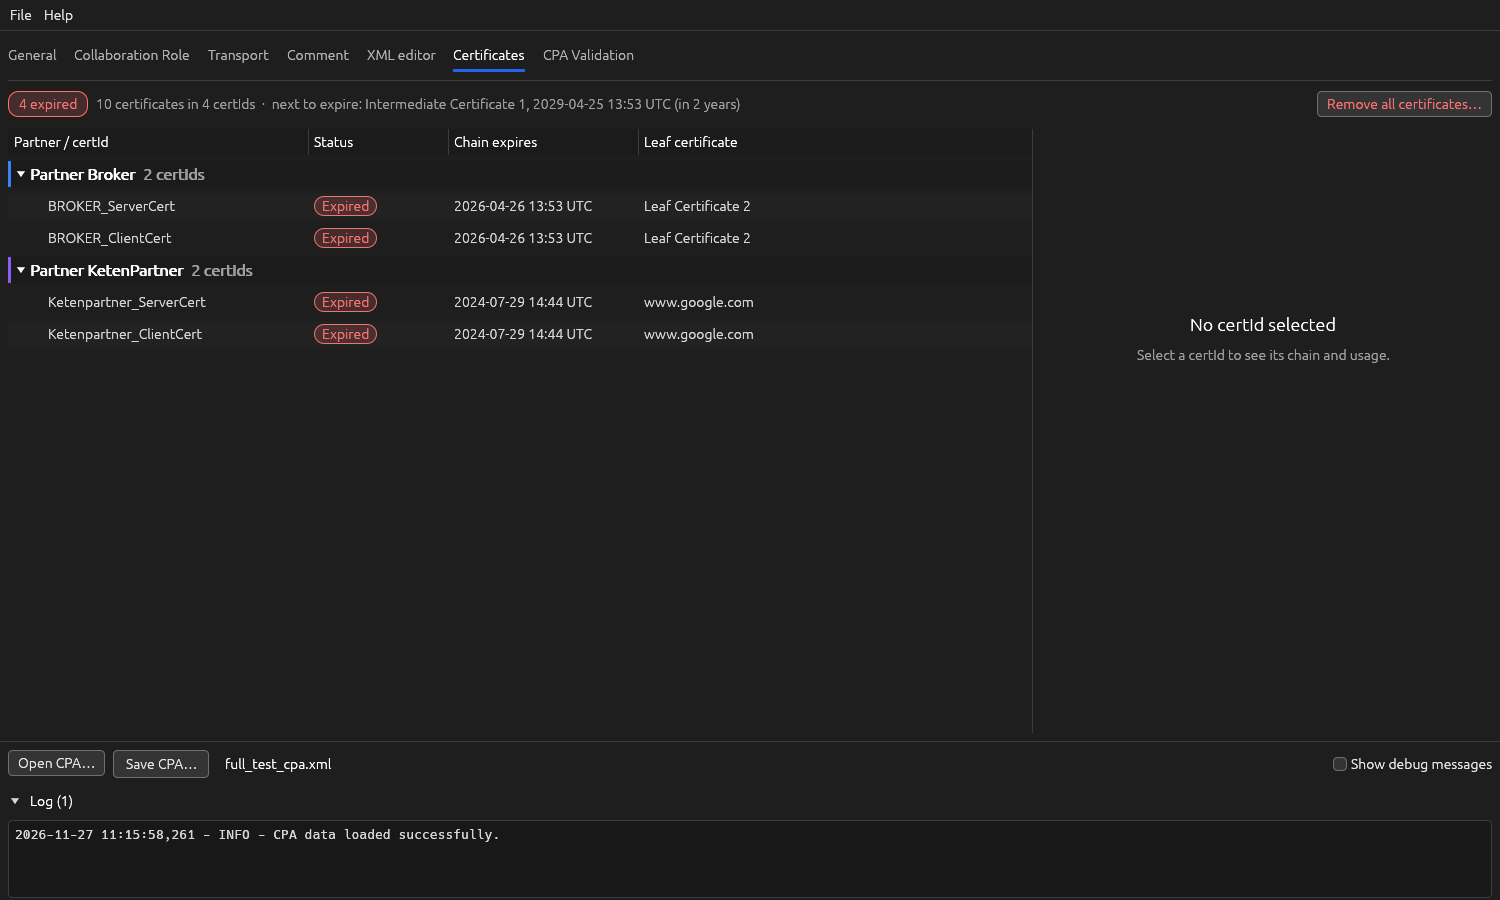 File Help
General Collaboration Role Transport Comment XML editor Certificates CPA Validation
4 expired 10 certificates in 4 certIds · next to expire: Intermediate Certificate 1, 2029-04-25 13:53 UTC (in 2 years) Remove all certificates...
Partner / certId Status Chain expires Leaf certificate
Partner Broker 2 certIds
BROKER_ServerCert Expired 2026-04-26 13:53 UTC Leaf Certificate 2
BROKER_ClientCert Expired 2026-04-26 13:53 UTC Leaf Certificate 2
Partner KetenPartner 2 certIds
Ketenpartner_ServerCert Expired 2024-07-29 14:44 UTC www.google.com
Ketenpartner_ClientCert Expired 2024-07-29 14:44 UTC www.google.com
No certId selected
Select a certId to see its chain and usage.
Open CPA... Save CPA... full_test_cpa.xml Show debug messages
Log (1)
2026-11-27 11:15:58,261 - INFO - CPA data loaded successfully.